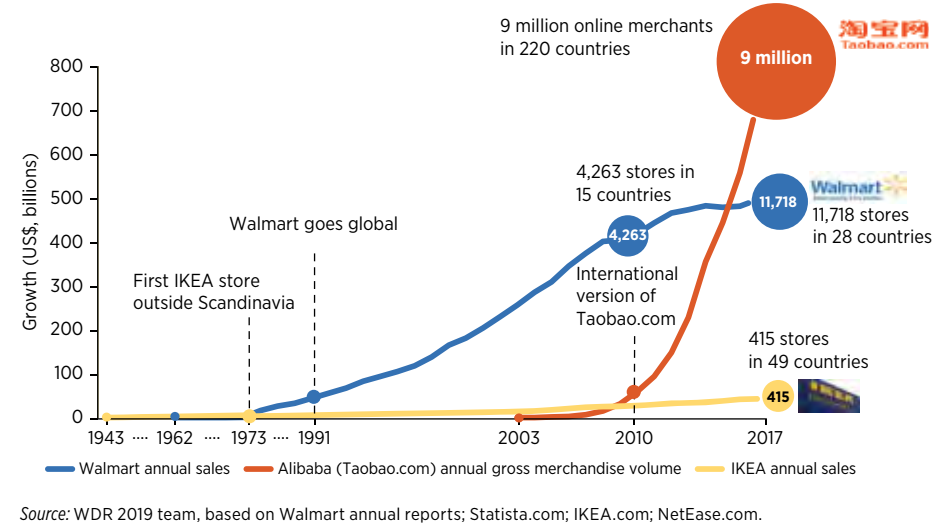 9 million online merchants
in 220 countries
9 million
淘宝网
Taobao.com
800
700
600
500
400
300
200
100
0
Growth (US$, billions)
4,263 stores in
15 countries
4,263
Walmart
11,718
11,718 stores
in 28 countries
Walmart goes global
First IKEA store
outside Scandinavia
International
version of
Taobao.com
415 stores
in 49 countries
415
IKEA
1943 .... 1962 .... 1973 .... 1991 2003 2010 2017
Walmart annual sales Alibaba (Taobao.com) annual gross merchandise volume IKEA annual sales
Source: WDR 2019 team, based on Walmart annual reports; Statista.com; IKEA.com; NetEase.com.